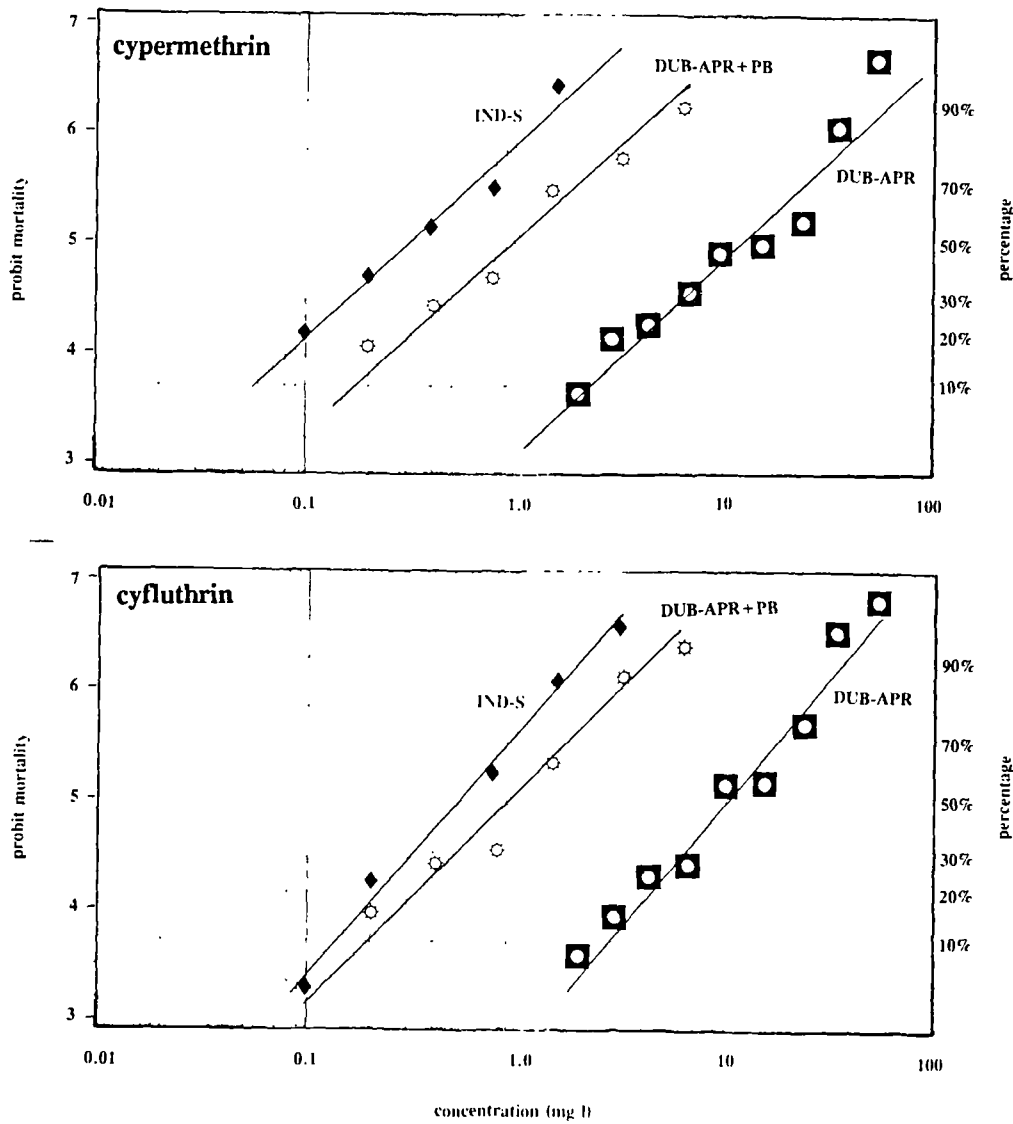 cypermethrin
DUB-APR+PB
IND-S
DUB-APR
probit mortality
7
6
5
4
3
90%
70%
50%
30%
20%
10%
percentage
0.01
0.1
1.0
10
100
cyfluthrin
DUB-APR+PB
IND-S
DUB-APR
probit mortality
7
6
5
4
3
90%
70%
50%
30%
20%
10%
percentage
0.01
0.1
1.0
10
100
concentration (mg l)